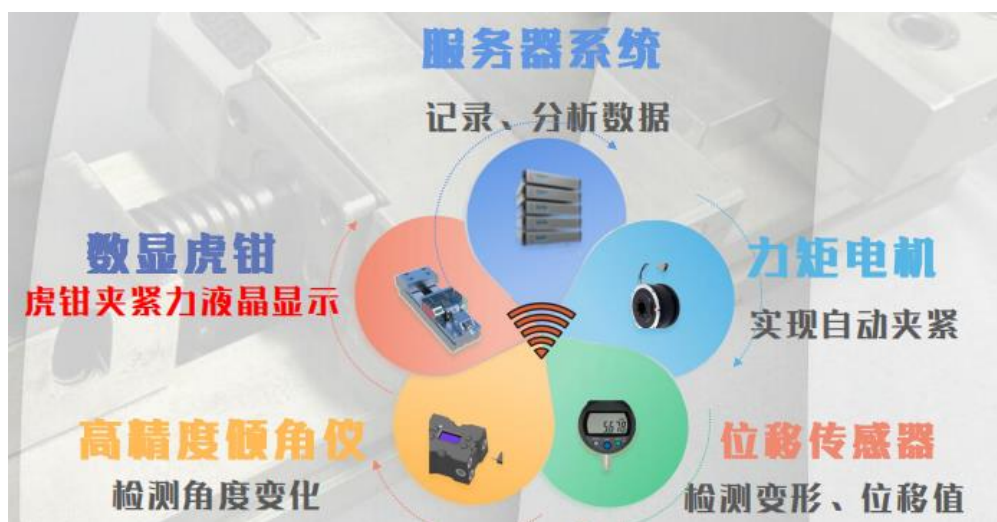 服务器系统
记录、分析数据
数显虎钳
虎钳夹紧力液晶显示
力矩电机
实现自动夹紧
高精度倾角仪
检测角度变化
位移传感器
检测变形、位移值
5678